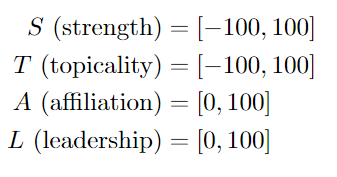 S (strength) = [−100, 100]
T (topicality) = [−100, 100]
A (affiliation) = [0, 100]
L (leadership) = [0, 100]